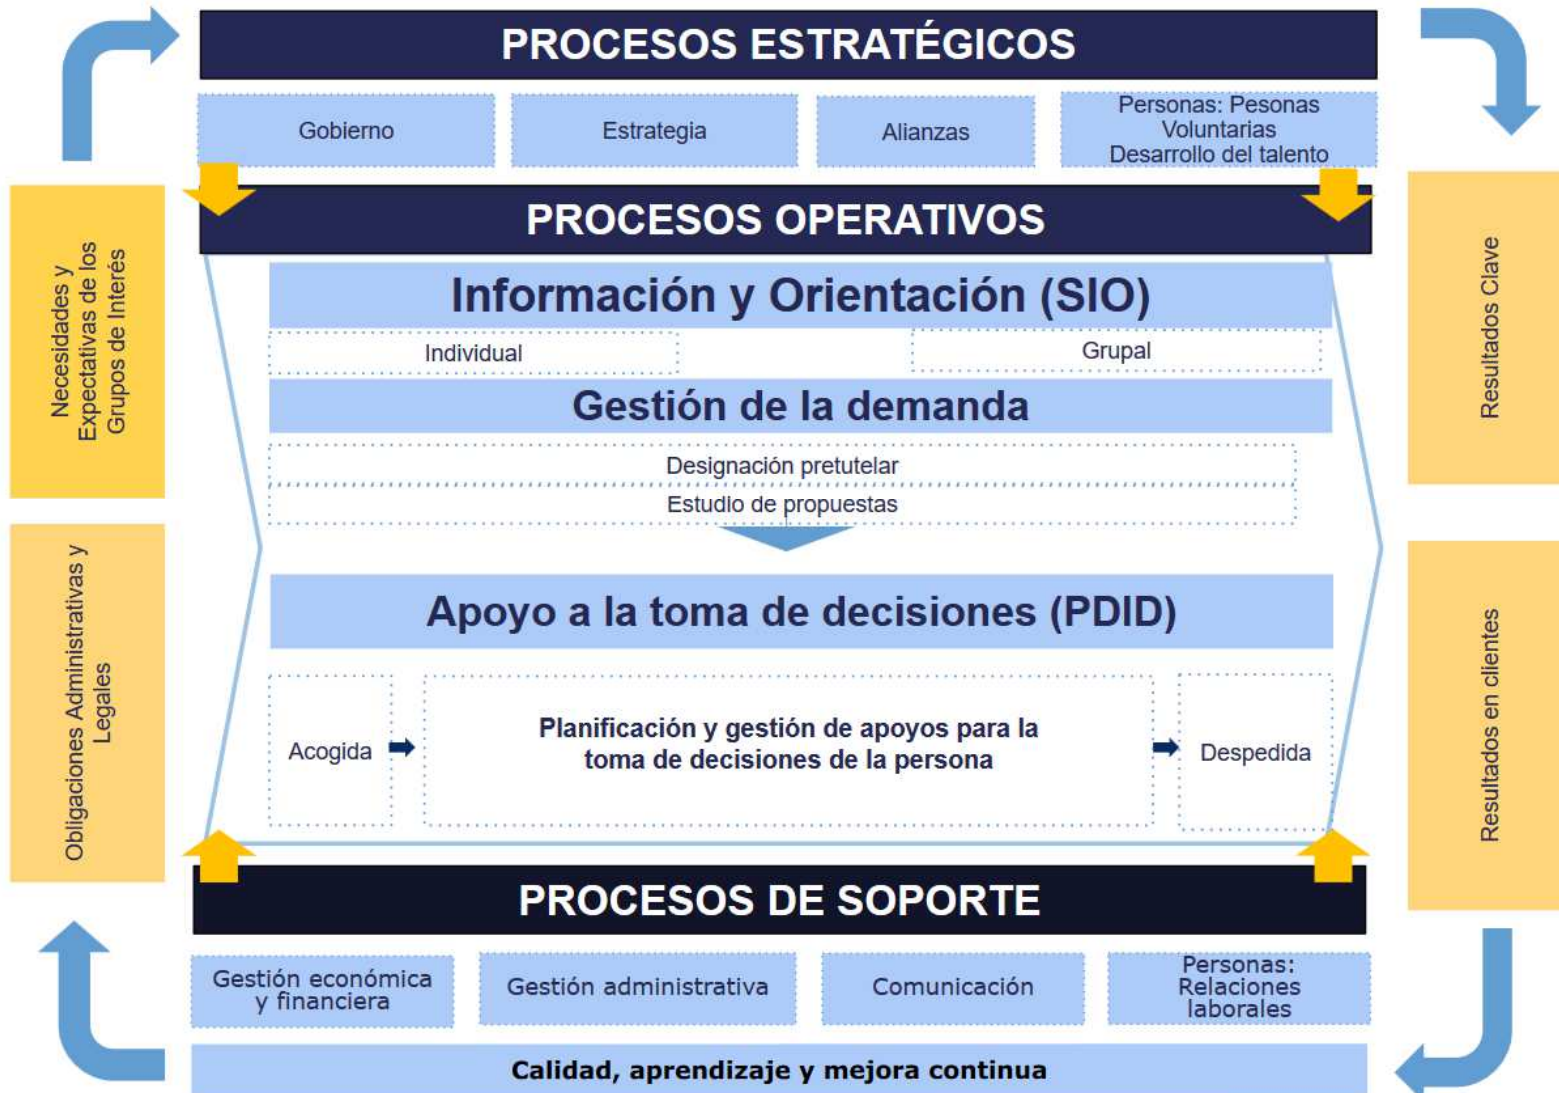 PROCESOS ESTRATÉGICOS
Gobierno
Estrategia
Alianzas
Personas: Pesonas
Voluntarias
Desarrollo del talento
Necesidades y
Expectativas de los
Grupos de Interés
Obligaciones Administrativas y
Legales
PROCESOS OPERATIVOS
Información y Orientación (SIO)
Individual
Grupal
Gestión de la demanda
Designación pretutelar
Estudio de propuestas
Apoyo a la toma de decisiones (PDID)
Acogida
Planificación y gestión de apoyos para la
toma de decisiones de la persona
Despedida
Resultados Clave
Resultados en clientes
PROCESOS DE SOPORTE
Gestión económica
y financiera
Gestión administrativa
Comunicación
Personas:
Relaciones
laborales
Calidad, aprendizaje y mejora continua